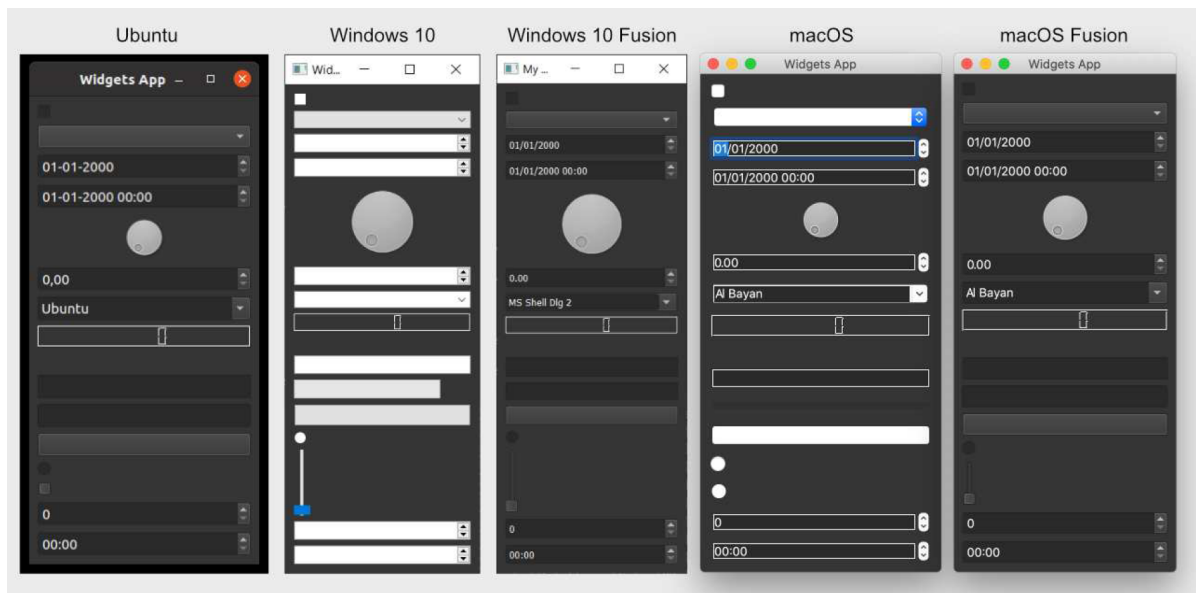 Ubuntu
Windows 10
Windows 10 Fusion
macOS
macOS Fusion
Widgets App
01-01-2000
01-01-2000 00:00
0,00
Ubuntu
0
00:00
Wid...
My ...
01/01/2000
01/01/2000 00:00
0.00
MS Shell Dlg 2
0
00:00
Widgets App
01/01/2000
01/01/2000 00:00
0.00
Al Bayan
0
00:00
Widgets App
01/01/2000
01/01/2000 00:00
0.00
Al Bayan
0
00:00